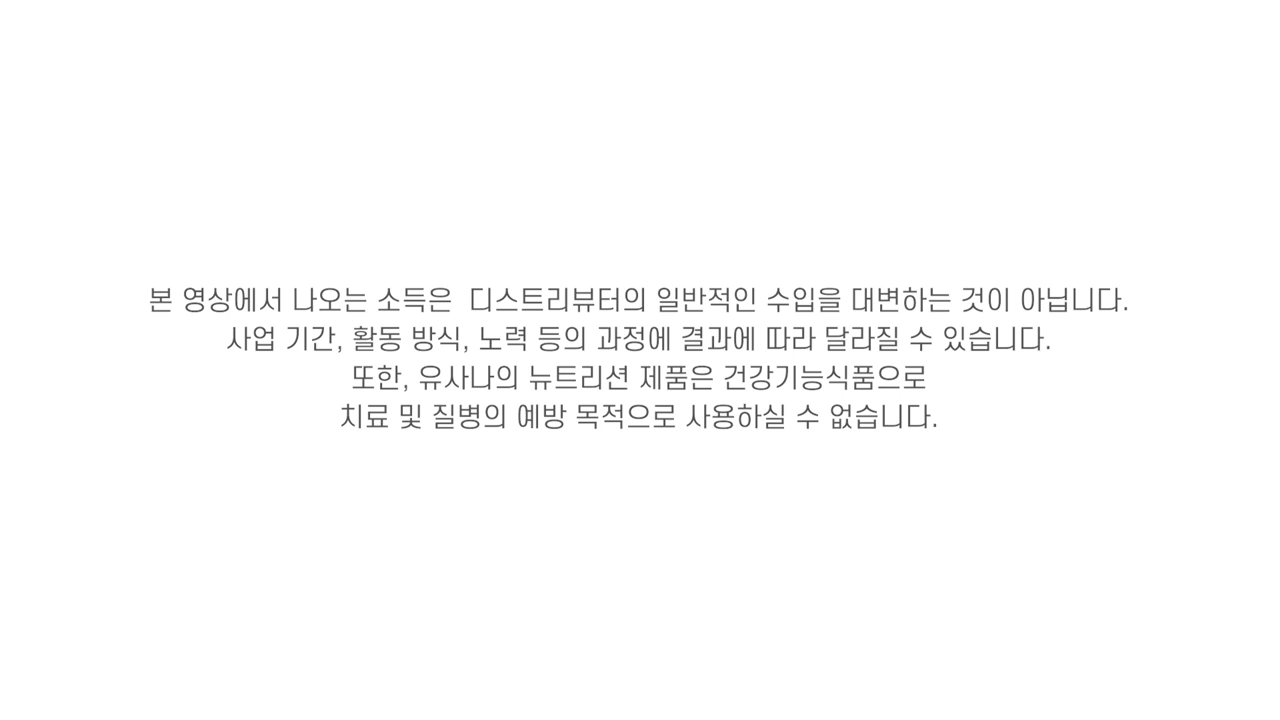 본 영상에서 나오는 소득은  디스트리뷰터의 일반적인 수입을 대변하는 것이 아닙니다.
사업 기간, 활동 방식, 노력 등의 과정에 결과에 따라 달라질 수 있습니다.
또한, 유사나의 뉴트리션 제품은 건강기능식품으로
치료 및 질병의 예방 목적으로 사용하실 수 없습니다.